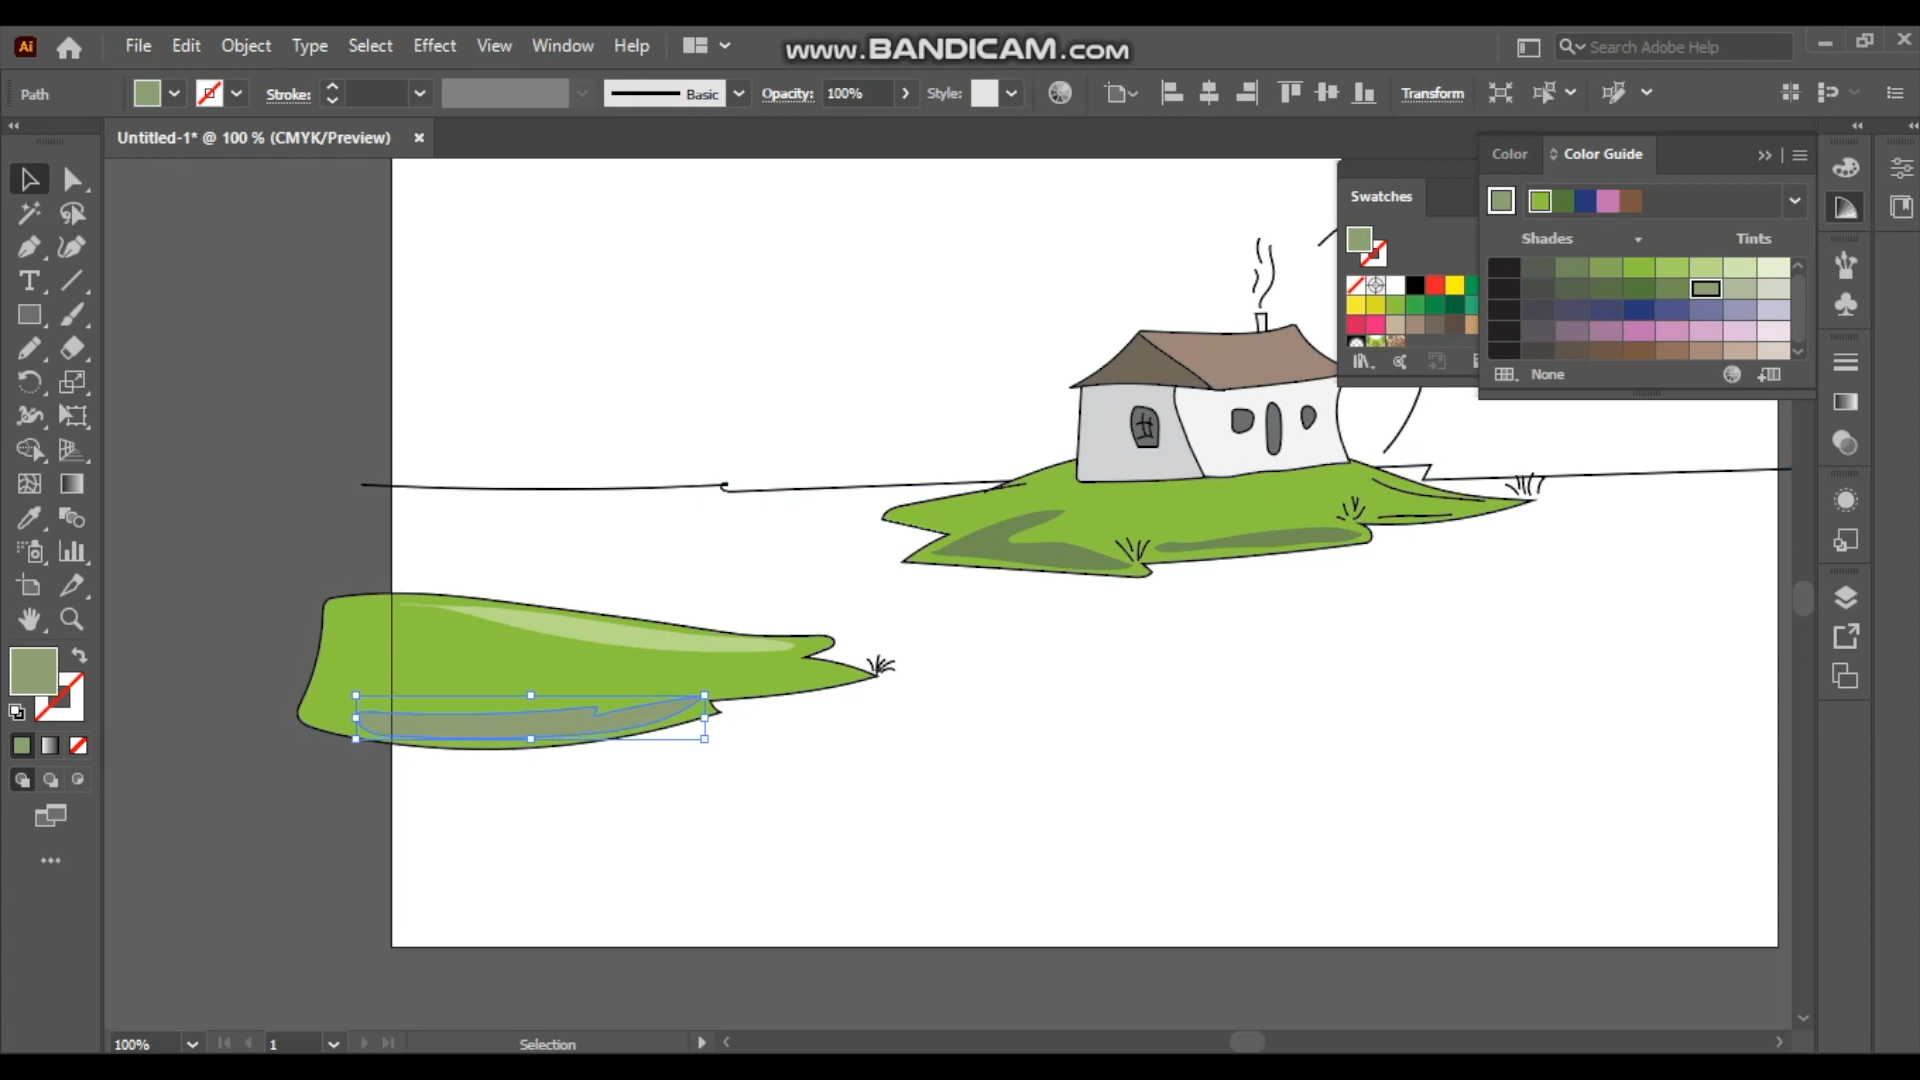 Ai File Edit Object Type Select Effect View Window Help www.BANDICAM.com Search Adobe Help
Path Stroke: Basic Opacity: 100% Style: Transform
Untitled-1* @ 100 % (CMYK/Preview)
Color Color Guide
Swatches
Shades Tints
None
100% 1 Selection